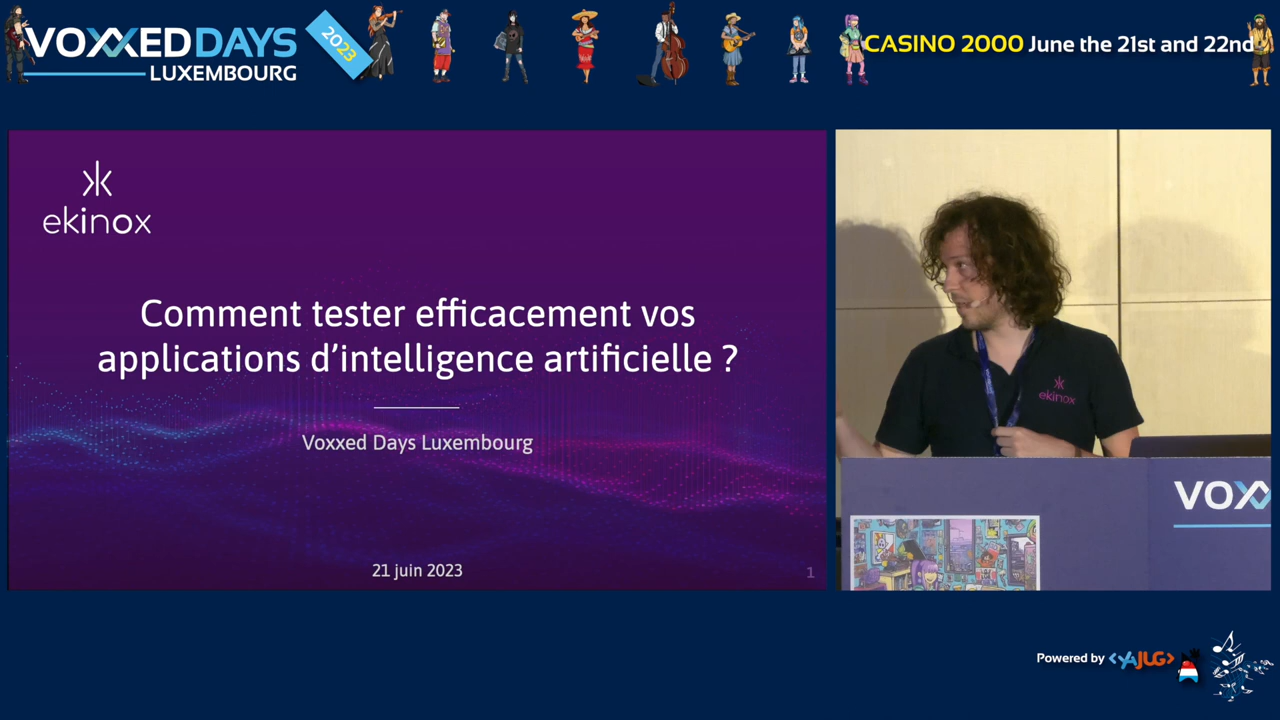 VOXXEDDAYS
LUXEMBOURG
2023
CASINO 2000 June the 21st and 22nd
ekinox
Comment tester efficacement vos
applications d'intelligence artificielle ?
Voxxed Days Luxembourg
21 juin 2023
1
ekinox
VOXX
Powered by <YAJUG>